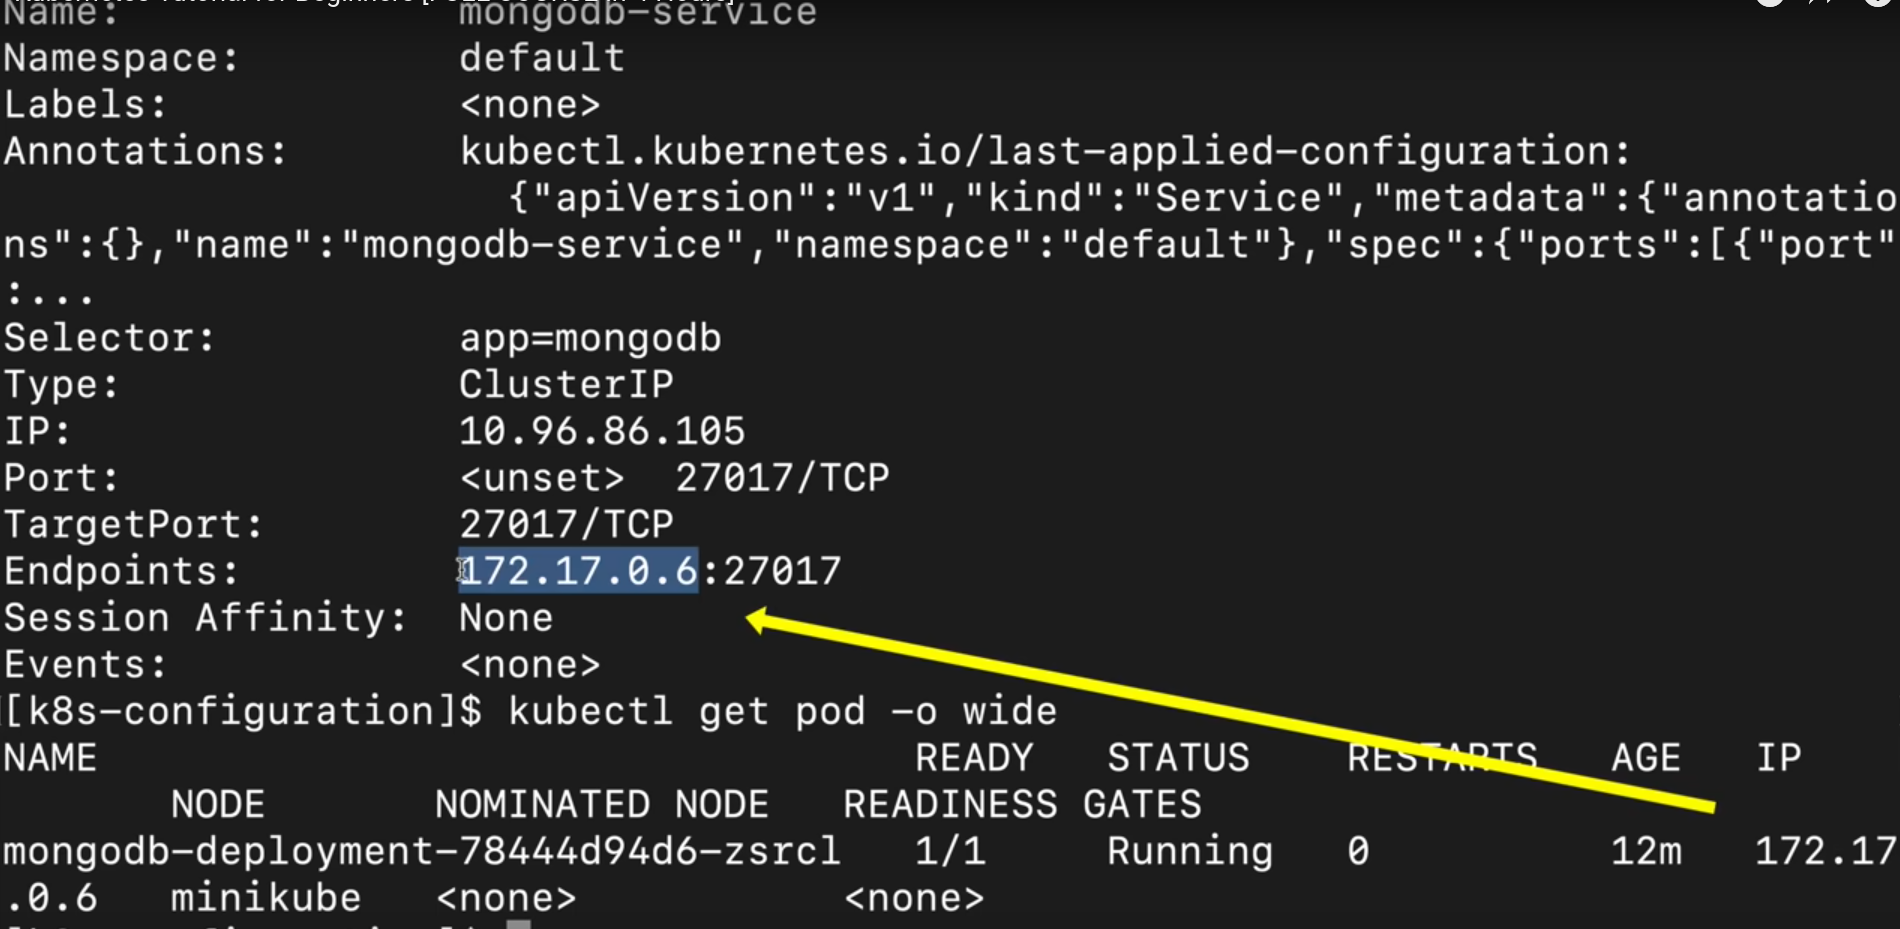 Name: mongodb-service
Namespace: default
Labels: <none>
Annotations: kubectl.kubernetes.io/last-applied-configuration:
{"apiVersion":"v1","kind":"Service","metadata":{"annotatio
ns":{},"name":"mongodb-service","namespace":"default"},"spec":{"ports":[{"port"
:...
Selector: app=mongodb
Type: ClusterIP
IP: 10.96.86.105
Port: <unset> 27017/TCP
TargetPort: 27017/TCP
Endpoints: 172.17.0.6:27017
Session Affinity: None
Events: <none>
[k8s-configuration]$ kubectl get pod -o wide
NAME READY STATUS RESTARTS AGE IP
NODE NOMINATED NODE READINESS GATES
mongodb-deployment-78444d94d6-zsrcl 1/1 Running 0 12m 172.17
.0.6 minikube <none> <none>